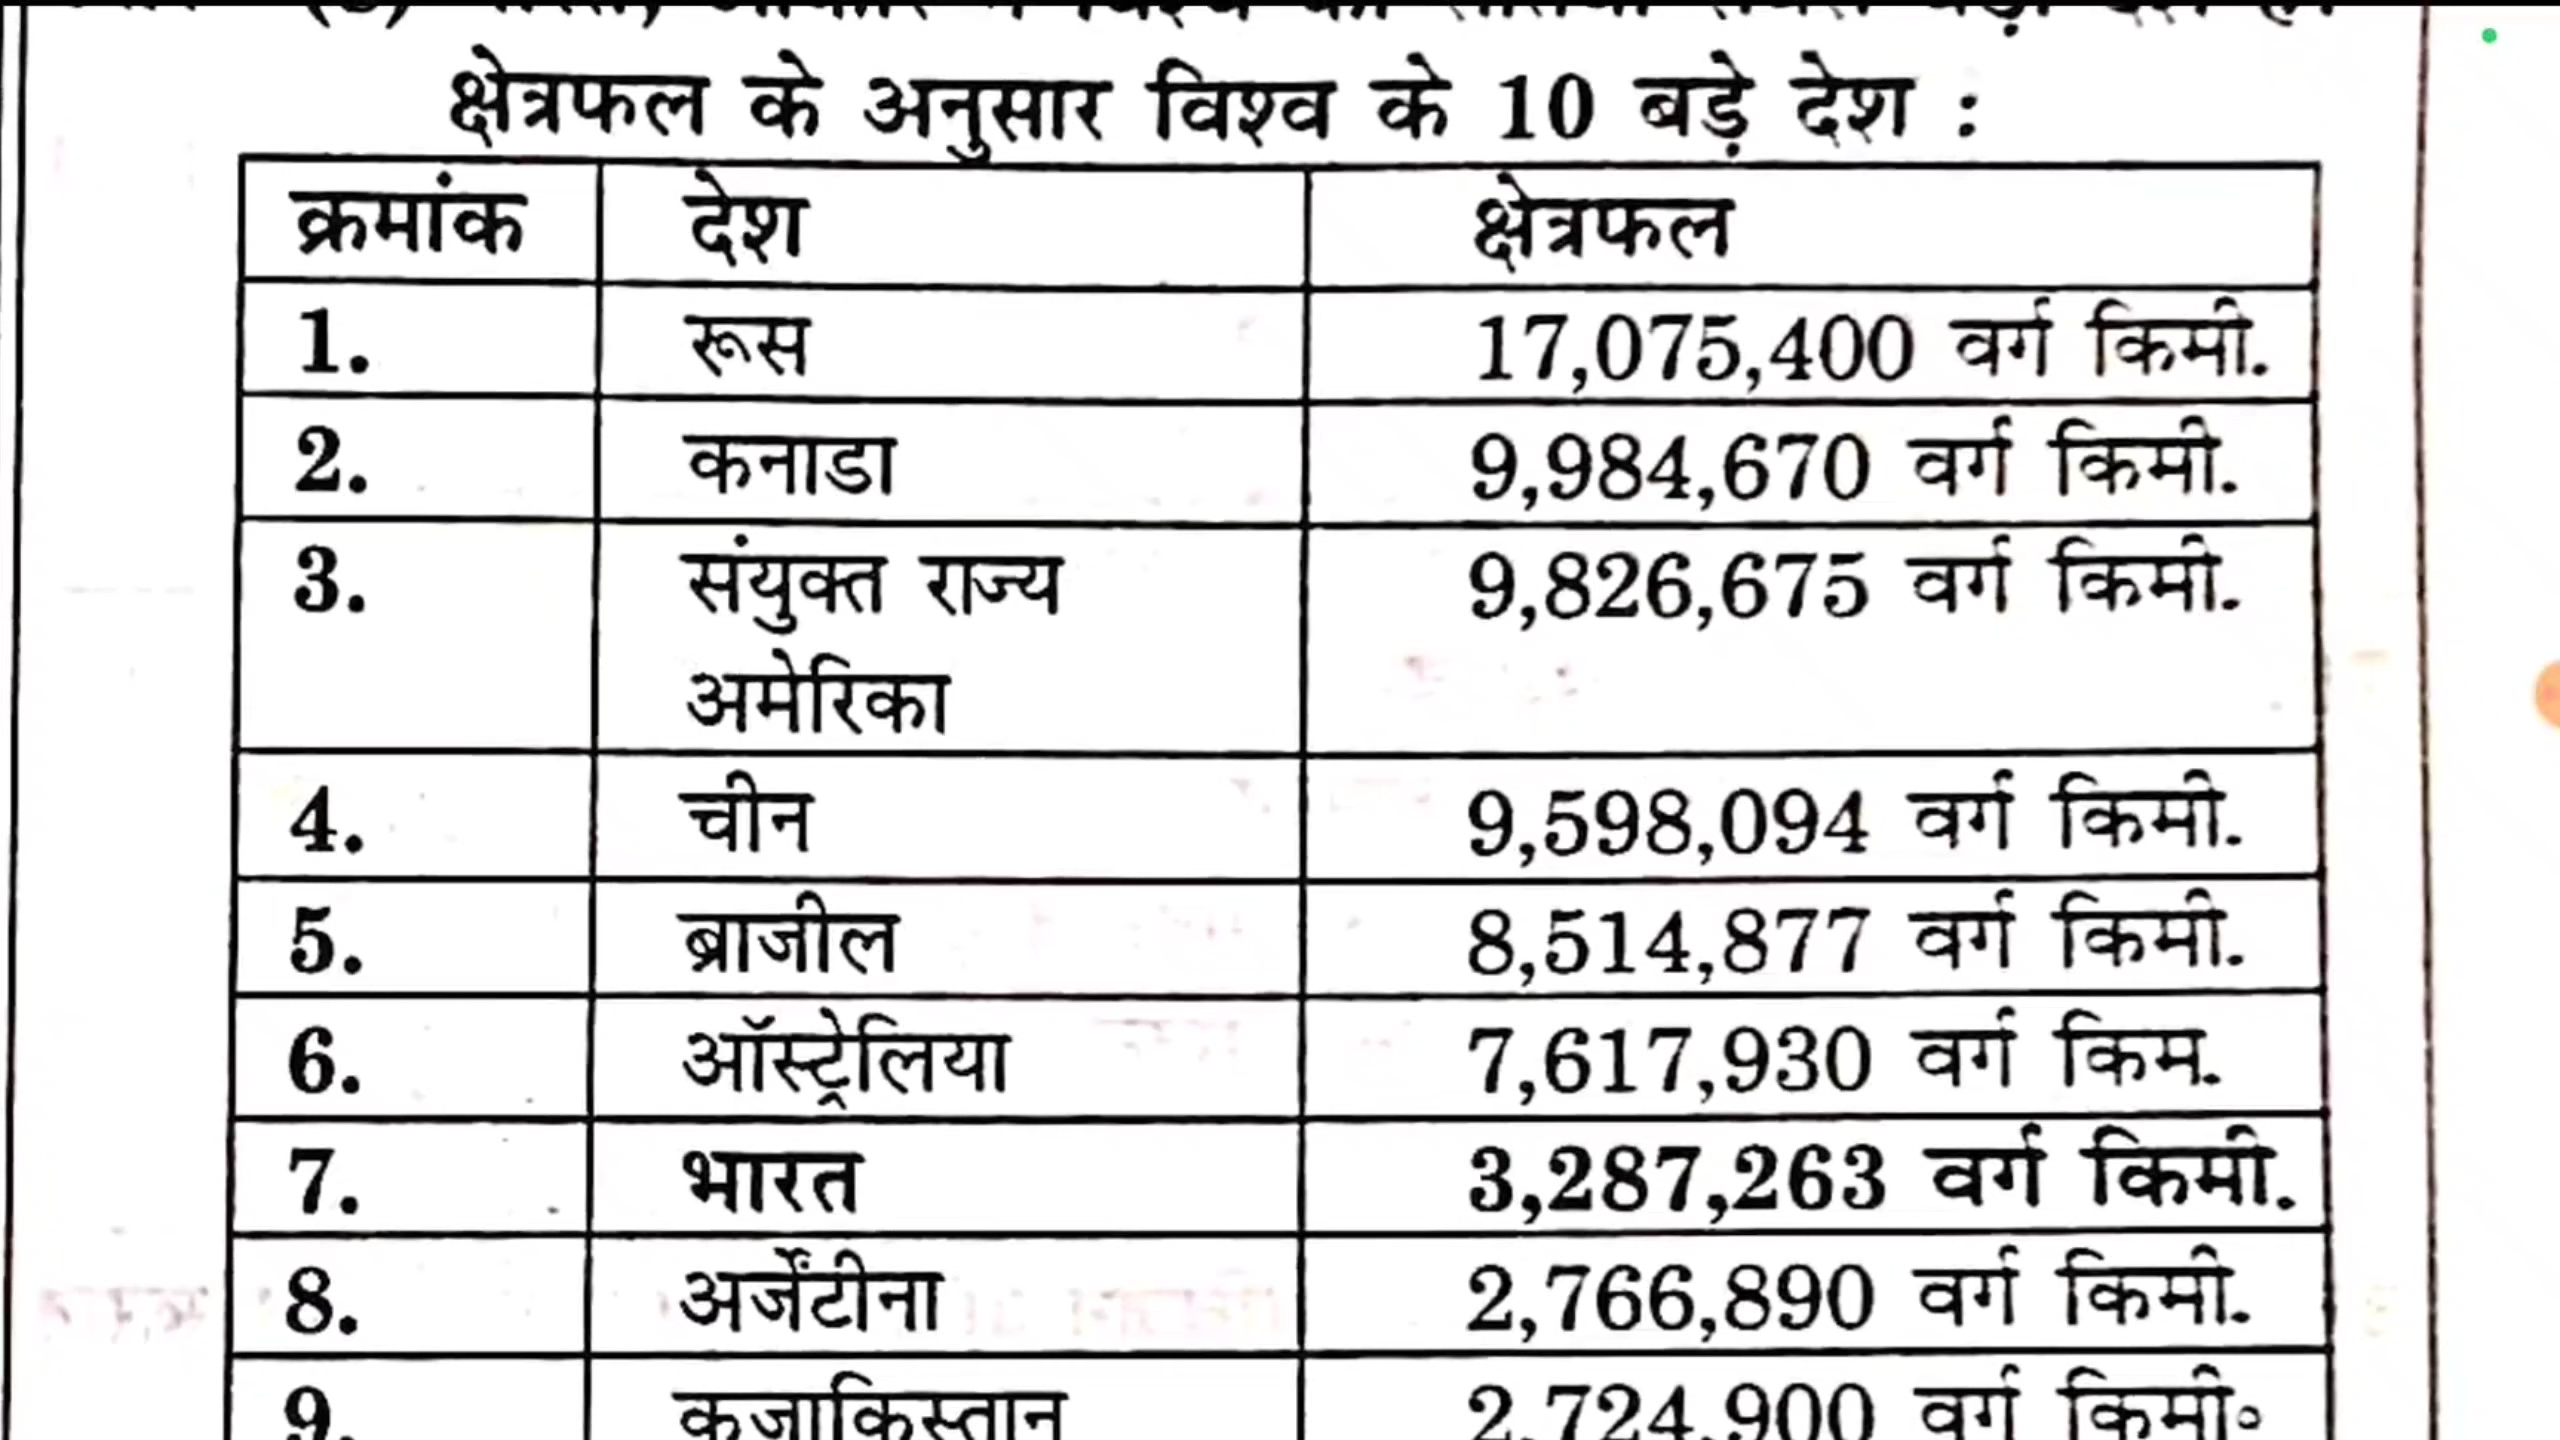 क्षेत्रफल के अनुसार विश्व के 10 बड़े देश :
क्रमांक देश क्षेत्रफल
1. रूस 17,075,400 वर्ग किमी.
2. कनाडा 9,984,670 वर्ग किमी.
3. संयुक्त राज्य 9,826,675 वर्ग किमी.
अमेरिका
4. चीन 9,598,094 वर्ग किमी.
5. ब्राजील 8,514,877 वर्ग किमी.
6. ऑस्ट्रेलिया 7,617,930 वर्ग किम.
7. भारत 3,287,263 वर्ग किमी.
8. अर्जेंटीना 2,766,890 वर्ग किमी.
9. कजाकिस्तान 2,724,900 वर्ग किमी॰